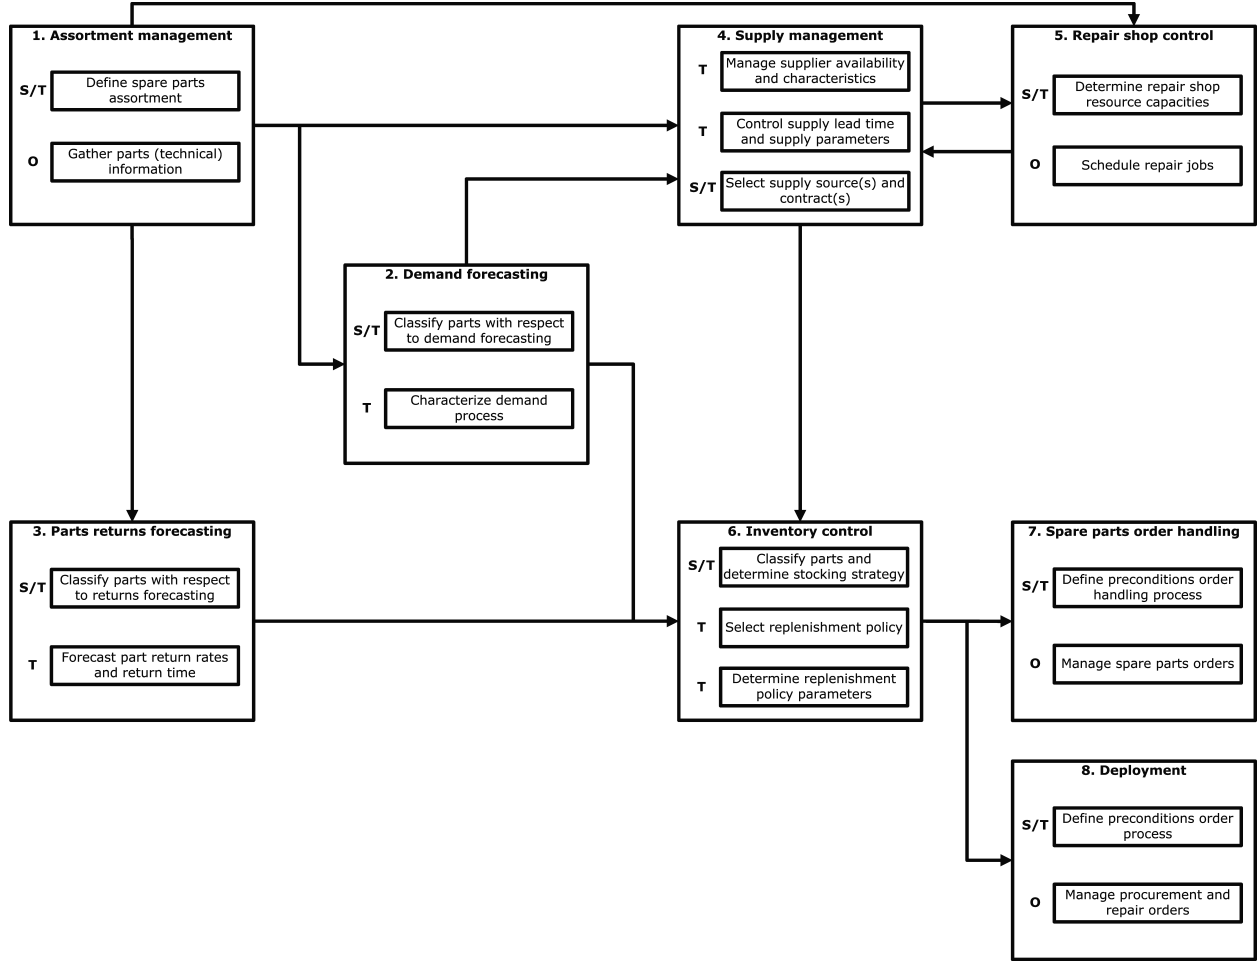 1. Assortment management
S/T
Define spare parts
assortment
O
Gather parts (technical)
information
2. Demand forecasting
S/T
Classify parts with respect
to demand forecasting
T
Characterize demand
process
3. Parts returns forecasting
S/T
Classify parts with respect
to returns forecasting
T
Forecast part return rates
and return time
4. Supply management
T
Manage supplier availability
and characteristics
T
Control supply lead time
and supply parameters
S/T
Select supply source(s) and
contract(s)
5. Repair shop control
S/T
Determine repair shop
resource capacities
O
Schedule repair jobs
6. Inventory control
S/T
Classify parts and
determine stocking strategy
T
Select replenishment policy
T
Determine replenishment
policy parameters
7. Spare parts order handling
S/T
Define preconditions order
handling process
O
Manage spare parts orders
8. Deployment
S/T
Define preconditions order
process
O
Manage procurement and
repair orders